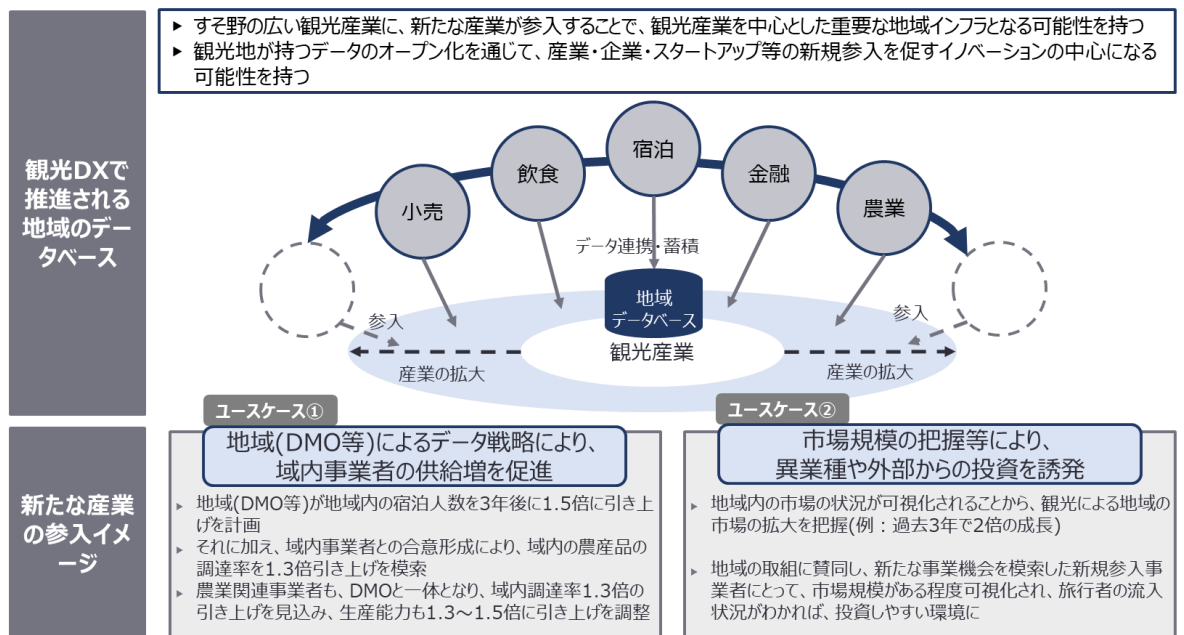 ▶ すそ野の広い観光産業に、新たな産業が参入することで、観光産業を中心とした重要な地域インフラとなる可能性を持つ
▶ 観光地が持つデータのオープン化を通じて、産業・企業・スタートアップ等の新規参入を促すイノベーションの中心になる
可能性を持つ
観光DXで
推進される
地域のデー
タベース
小売
飲食
宿泊
金融
農業
データ連携・蓄積
地域
データベース
観光産業
参入
参入
産業の拡大
産業の拡大
新たな産業
の参入イメ
ージ
ユースケース①
地域(DMO等)によるデータ戦略により、
域内事業者の供給増を促進
▶ 地域(DMO等)が地域内の宿泊人数を3年後に1.5倍に引き上
げを計画
▶ それに加え、域内事業者との合意形成により、域内の農産品の
調達率を1.3倍引き上げを模索
▶ 農業関連事業者も、DMOと一体となり、域内調達率1.3倍の
引き上げを見込み、生産能力も1.3～1.5倍に引き上げを調整
ユースケース②
市場規模の把握等により、
異業種や外部からの投資を誘発
▶ 地域内の市場の状況が可視化されることから、観光による地域の
市場の拡大を把握(例：過去3年で2倍の成長)
▶ 地域の取組に賛同し、新たな事業機会を模索した新規参入事
業者にとって、市場規模がある程度可視化され、旅行者の流入
状況がわかれば、投資しやすい環境に